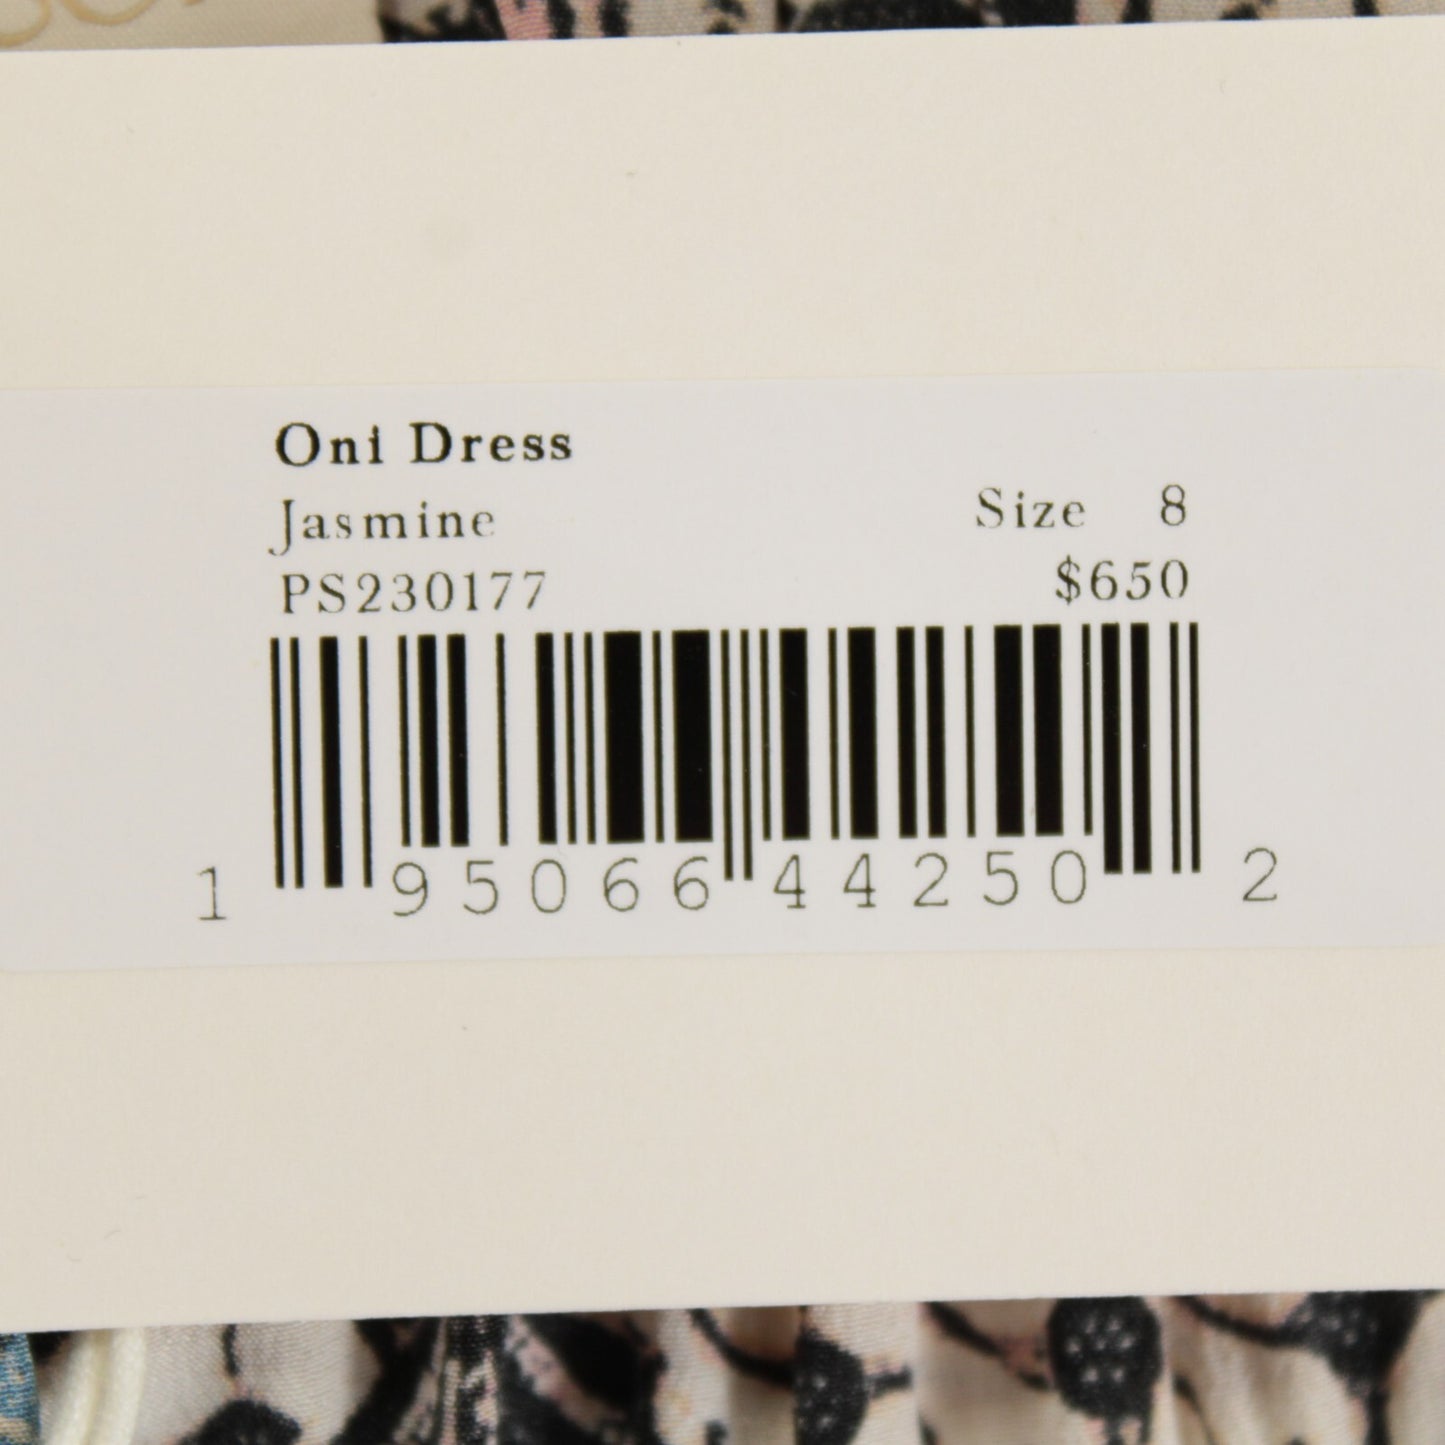 Oni Dress
Jasmine Size 8
PS230177 $650
1 95066 44250 2